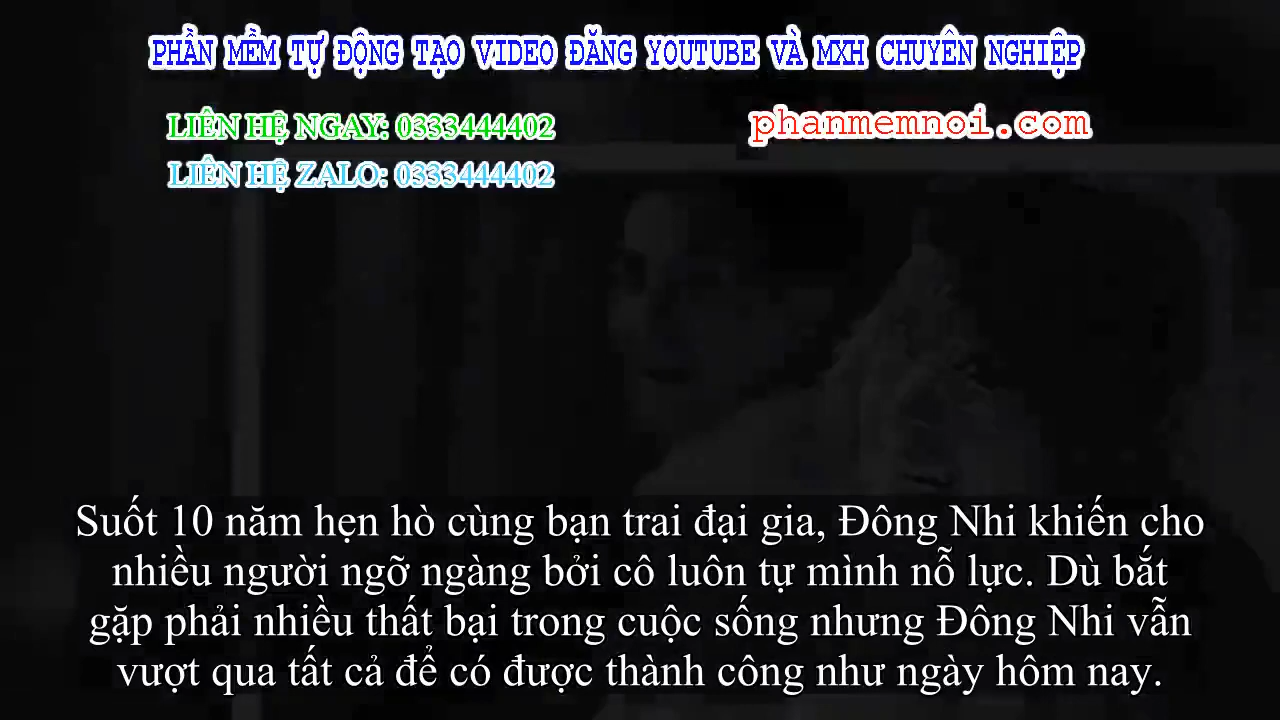 PHẦN MỀM TỰ ĐỘNG TẠO VIDEO ĐĂNG YOUTUBE VÀ MXH CHUYÊN NGHIỆP
LIÊN HỆ NGAY: 0333444402
phanmemnoi.com
LIÊN HỆ ZALO: 0333444402
Suốt 10 năm hẹn hò cùng bạn trai đại gia, Đông Nhi khiến cho
nhiều người ngỡ ngàng bởi cô luôn tự mình nỗ lực. Dù bắt
gặp phải nhiều thất bại trong cuộc sống nhưng Đông Nhi vẫn
vượt qua tất cả để có được thành công như ngày hôm nay.